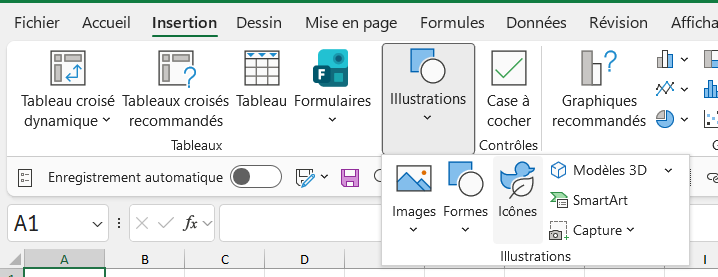 Fichier Accueil Insertion Dessin Mise en page Formules Données Révision Afficha
Tableau croisé dynamique
Tableaux croisés recommandés
Tableau
Formulaires
Illustrations
Case à cocher
Graphiques recommandés
Tableaux
Contrôles
G
Enregistrement automatique
Images
Formes
Icônes
Modèles 3D
SmartArt
Capture
Illustrations
A1
fx
A B C D I